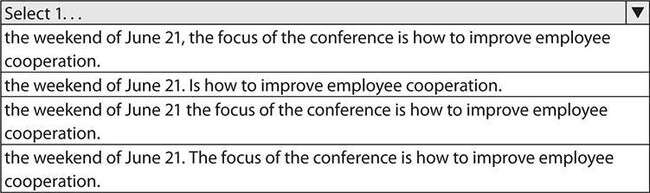 Select 1. . .
the weekend of June 21, the focus of the conference is how to improve employee
cooperation.
the weekend of June 21. Is how to improve employee cooperation.
the weekend of June 21 the focus of the conference is how to improve employee
cooperation.
the weekend of June 21. The focus of the conference is how to improve employee
cooperation.